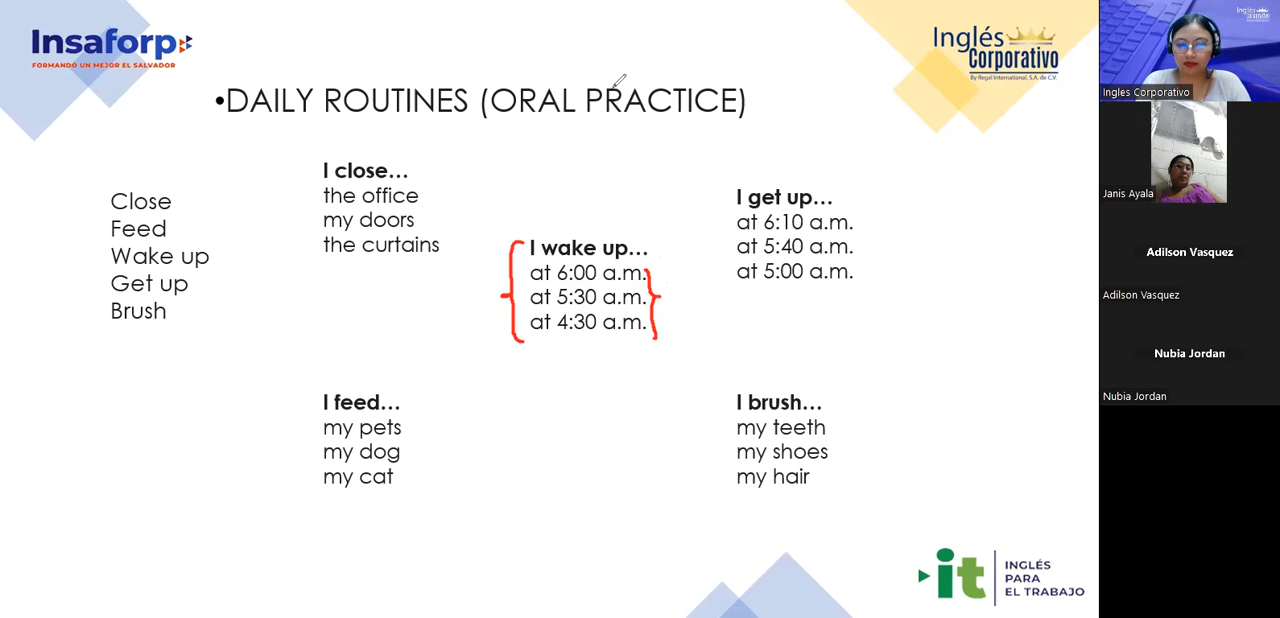 Insaforp
FORMANDO UN MEJOR EL SALVADOR
Inglés
Corporativo
By Regal International, S.A. de C.V.
•DAILY ROUTINES (ORAL PRACTICE)
Close
Feed
Wake up
Get up
Brush
I close…
the office
my doors
the curtains
I wake up…
at 6:00 a.m.
at 5:30 a.m.
at 4:30 a.m.
I get up…
at 6:10 a.m.
at 5:40 a.m.
at 5:00 a.m.
I feed…
my pets
my dog
my cat
I brush…
my teeth
my shoes
my hair
it
INGLÉS
PARA
EL TRABAJO
Inglés
Ingles Corporativo
Janis Ayala
Adilson Vasquez
Adilson Vasquez
Nubia Jordan
Nubia Jordan